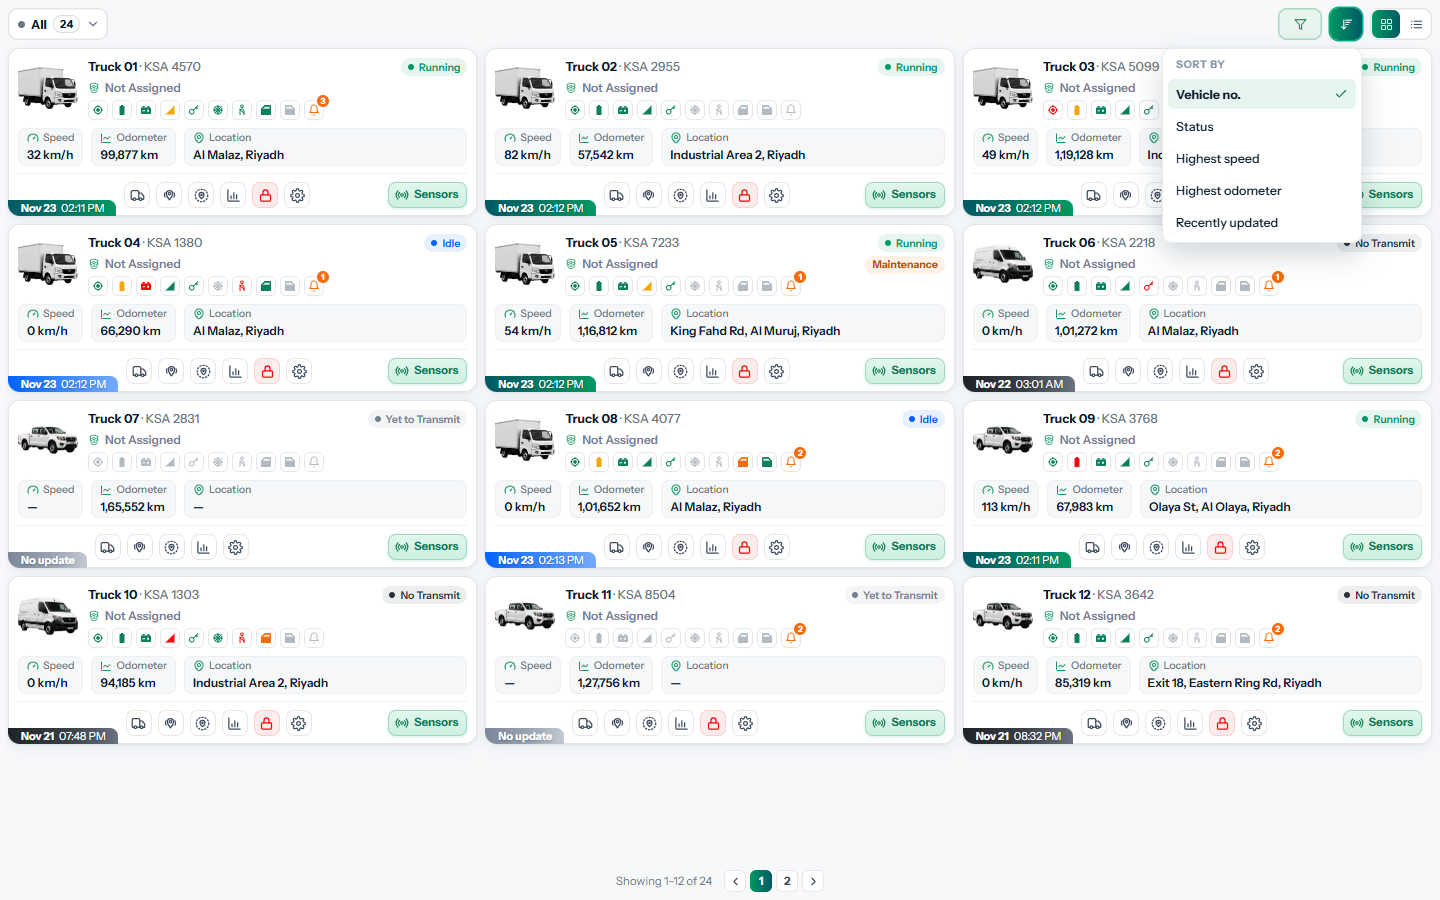 All 24
SORT BY
Vehicle no.
Status
Highest speed
Highest odometer
Recently updated
Truck 01 · KSA 4570
Running
Not Assigned
3
Speed
32 km/h
Odometer
99,877 km
Location
Al Malaz, Riyadh
Nov 23 02:11 PM
Sensors
Truck 02 · KSA 2955
Running
Not Assigned
Speed
82 km/h
Odometer
57,542 km
Location
Industrial Area 2, Riyadh
Nov 23 02:12 PM
Sensors
Truck 03 · KSA 5099
Running
Not Assigned
Speed
49 km/h
Odometer
1,19,128 km
Nov 23 02:12 PM
Sensors
Truck 04 · KSA 1380
Idle
Not Assigned
1
Speed
0 km/h
Odometer
66,290 km
Location
Al Malaz, Riyadh
Nov 23 02:12 PM
Sensors
Truck 05 · KSA 7233
Running
Not Assigned
Maintenance
1
Speed
54 km/h
Odometer
1,16,812 km
Location
King Fahd Rd, Al Muruj, Riyadh
Nov 23 02:12 PM
Sensors
Truck 06 · KSA 2218
No Transmit
Not Assigned
1
Speed
0 km/h
Odometer
1,01,272 km
Location
Al Malaz, Riyadh
Nov 22 03:01 AM
Sensors
Truck 07 · KSA 2831
Yet to Transmit
Not Assigned
Speed
—
Odometer
1,65,552 km
Location
—
No update
Sensors
Truck 08 · KSA 4077
Idle
Not Assigned
2
Speed
0 km/h
Odometer
1,01,652 km
Location
Al Malaz, Riyadh
Nov 23 02:13 PM
Sensors
Truck 09 · KSA 3768
Running
Not Assigned
2
Speed
113 km/h
Odometer
67,983 km
Location
Olaya St, Al Olaya, Riyadh
Nov 23 02:11 PM
Sensors
Truck 10 · KSA 1303
No Transmit
Not Assigned
Speed
0 km/h
Odometer
94,185 km
Location
Industrial Area 2, Riyadh
Nov 21 07:48 PM
Sensors
Truck 11 · KSA 8504
Yet to Transmit
Not Assigned
2
Speed
—
Odometer
1,27,756 km
Location
—
No update
Sensors
Truck 12 · KSA 3642
No Transmit
Not Assigned
2
Speed
0 km/h
Odometer
85,319 km
Location
Exit 18, Eastern Ring Rd, Riyadh
Nov 21 08:32 PM
Sensors
Showing 1–12 of 24
1 2